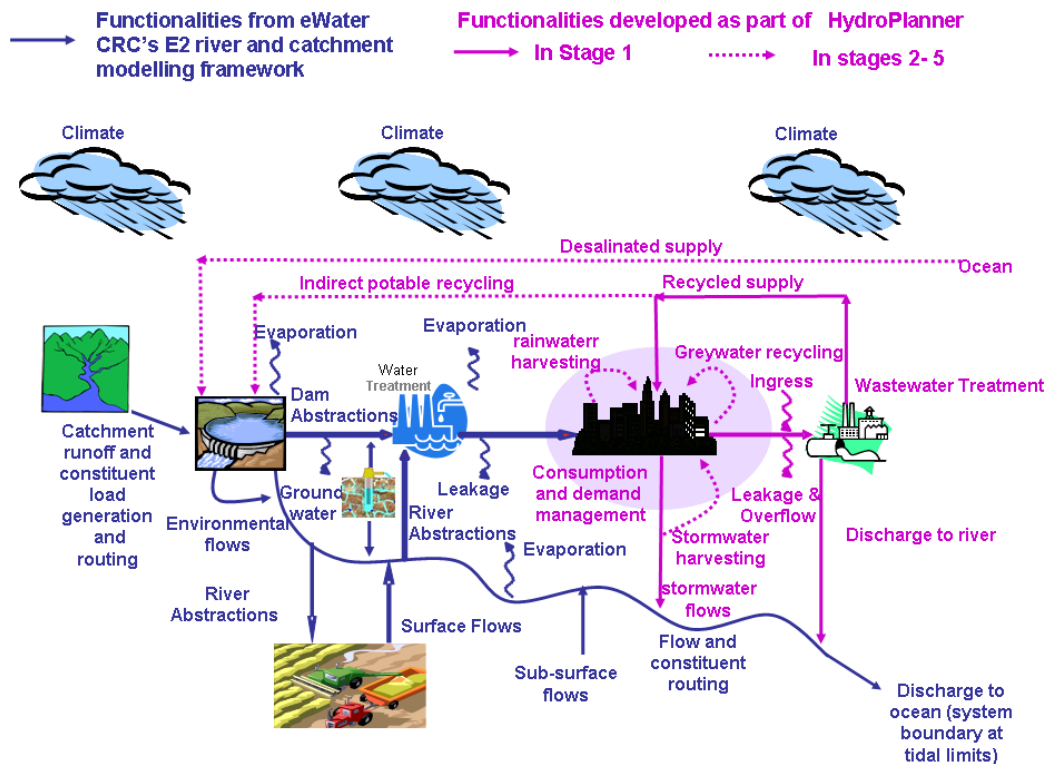 Functionalities from eWater
CRC's E2 river and catchment
modelling framework
Functionalities developed as part of HydroPlanner
In Stage 1
In stages 2- 5
Climate
Climate
Climate
Desalinated supply
Ocean
Indirect potable recycling
Recycled supply
Evaporation
Evaporation
rainwaterr
harvesting
Greywater recycling
Ingress
Wastewater Treatment
Water
Treatment
Dam
Abstractions
Catchment
runoff and
constituent
load
generation
and
routing
Ground
water
Leakage
Consumption
and demand
management
Leakage &
Overflow
Environmental
flows
River
Abstractions
Evaporation
Stormwater
harvesting
Discharge to river
River
Abstractions
Surface Flows
stormwater
flows
Sub-surface
flows
Flow and
constituent
routing
Discharge to
ocean (system
boundary at
tidal limits)